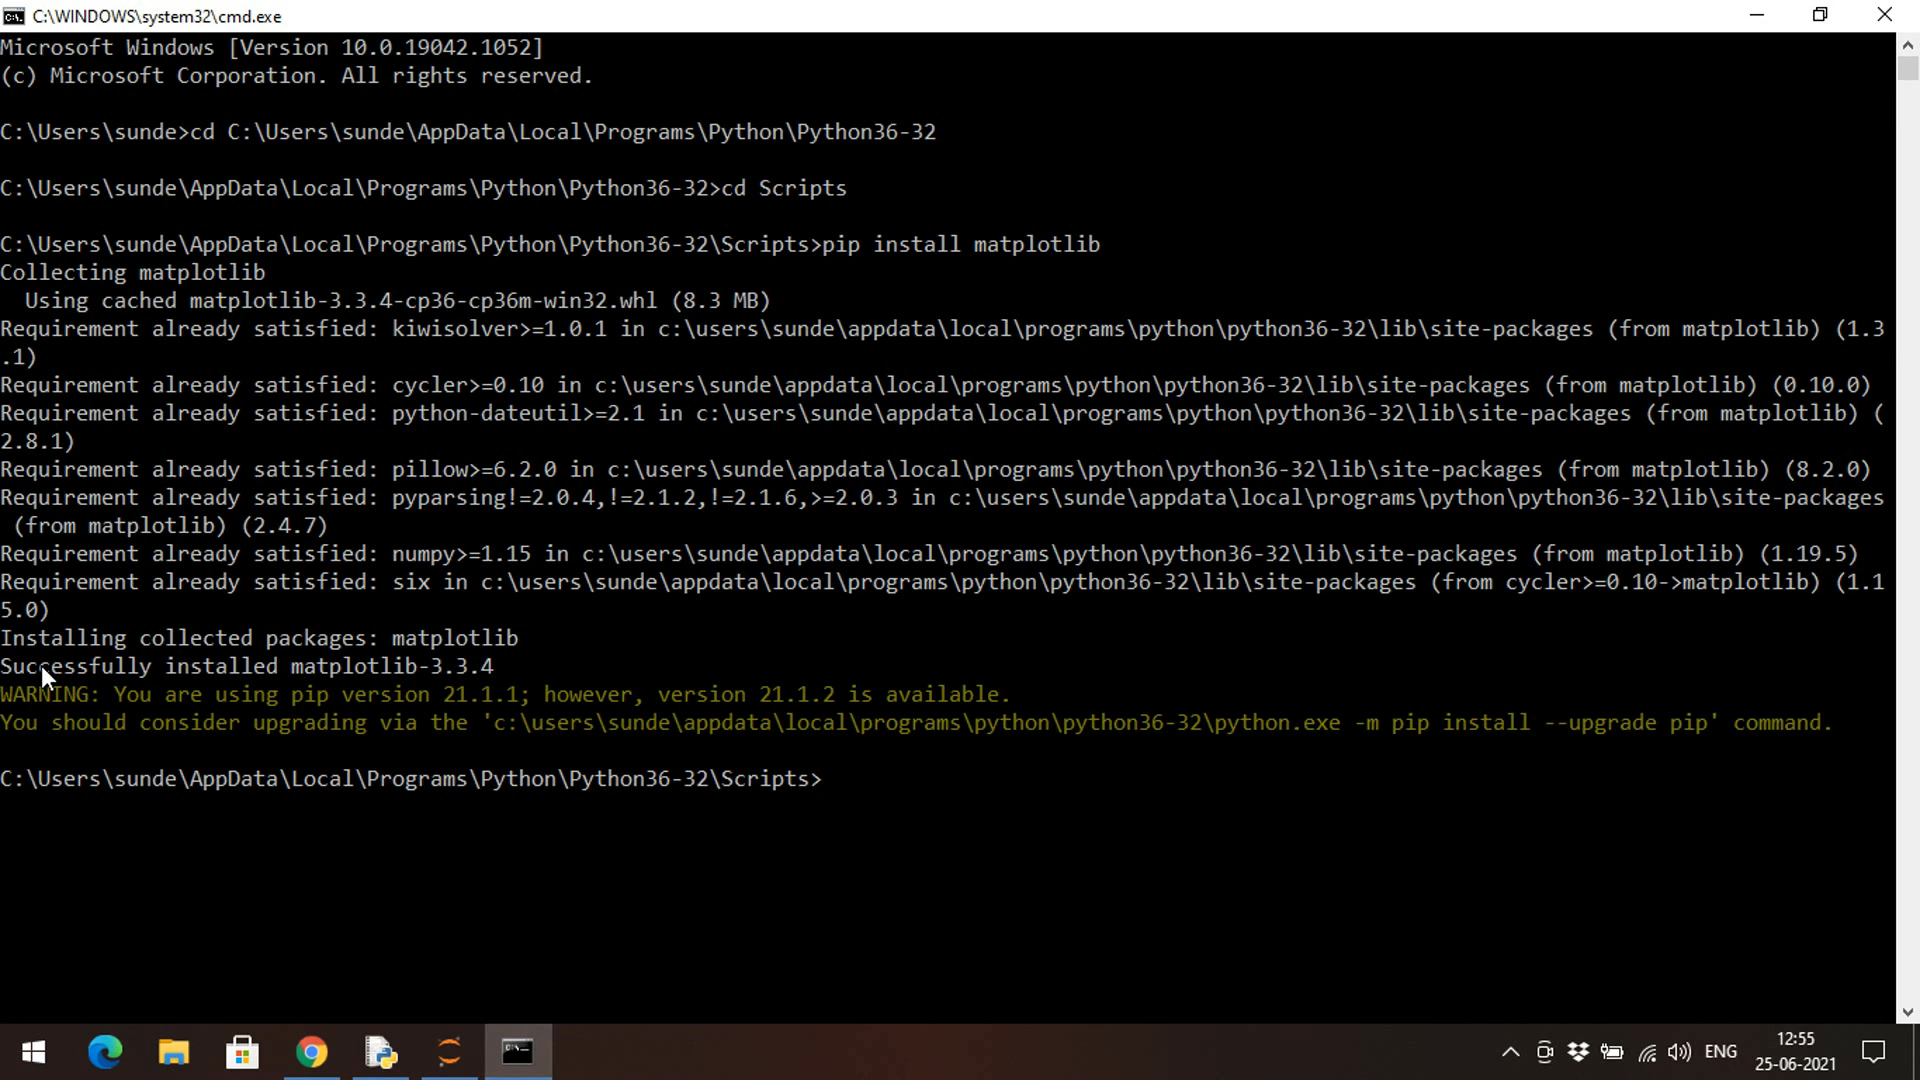 C:\WINDOWS\system32\cmd.exe
Microsoft Windows [Version 10.0.19042.1052]
(c) Microsoft Corporation. All rights reserved.
C:\Users\sunde>cd C:\Users\sunde\AppData\Local\Programs\Python\Python36-32
C:\Users\sunde\AppData\Local\Programs\Python\Python36-32>cd Scripts
C:\Users\sunde\AppData\Local\Programs\Python\Python36-32\Scripts>pip install matplotlib
Collecting matplotlib
  Using cached matplotlib-3.3.4-cp36-cp36m-win32.whl (8.3 MB)
Requirement already satisfied: kiwisolver>=1.0.1 in c:\users\sunde\appdata\local\programs\python\python36-32\lib\site-packages (from matplotlib) (1.3
.1)
Requirement already satisfied: cycler>=0.10 in c:\users\sunde\appdata\local\programs\python\python36-32\lib\site-packages (from matplotlib) (0.10.0)
Requirement already satisfied: python-dateutil>=2.1 in c:\users\sunde\appdata\local\programs\python\python36-32\lib\site-packages (from matplotlib) (
2.8.1)
Requirement already satisfied: pillow>=6.2.0 in c:\users\sunde\appdata\local\programs\python\python36-32\lib\site-packages (from matplotlib) (8.2.0)
Requirement already satisfied: pyparsing!=2.0.4,!=2.1.2,!=2.1.6,>=2.0.3 in c:\users\sunde\appdata\local\programs\python\python36-32\lib\site-packages
 (from matplotlib) (2.4.7)
Requirement already satisfied: numpy>=1.15 in c:\users\sunde\appdata\local\programs\python\python36-32\lib\site-packages (from matplotlib) (1.19.5)
Requirement already satisfied: six in c:\users\sunde\appdata\local\programs\python\python36-32\lib\site-packages (from cycler>=0.10->matplotlib) (1.1
5.0)
Installing collected packages: matplotlib
Successfully installed matplotlib-3.3.4
WARNING: You are using pip version 21.1.1; however, version 21.1.2 is available.
You should consider upgrading via the 'c:\users\sunde\appdata\local\programs\python\python36-32\python.exe -m pip install --upgrade pip' command.
C:\Users\sunde\AppData\Local\Programs\Python\Python36-32\Scripts>
ENG
12:55
25-06-2021